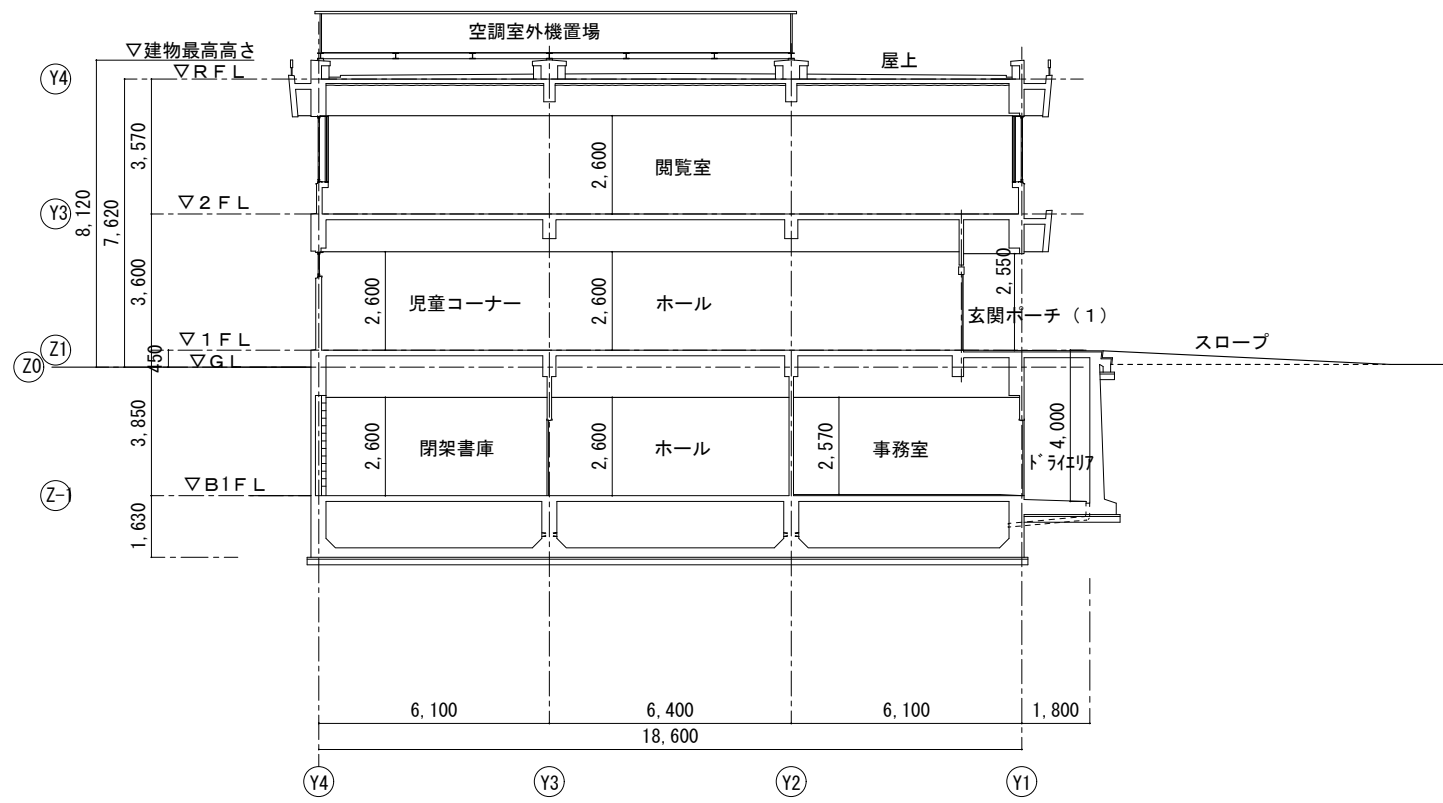 空調室外機置場
▽建物最高高さ
屋上
Y4
▽RFL
3,570
2,600
閲覧室
8,120
7,620
Y3
▽2FL
3,600
2,600
児童コーナー
2,600
ホール
2,550
玄関ポーチ（1）
Z1
▽1FL
スロープ
Z0
450
▽GL
3,850
2,600
閉架書庫
2,600
ホール
2,570
事務室
4,000
ドライエリア
Z-1
▽B1FL
1,630
6,100
6,400
6,100
1,800
18,600
Y4
Y3
Y2
Y1